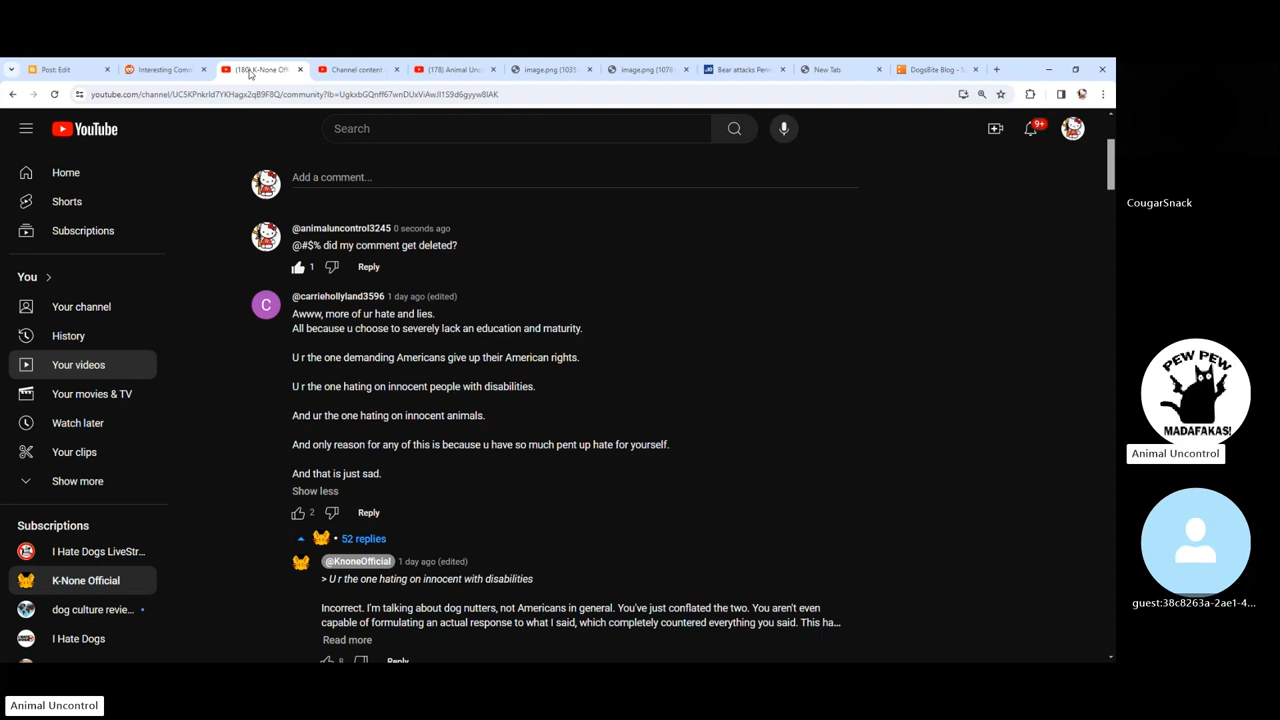 Post: Edit
Interesting Comm
(180) K-None Offi
Channel content
(178) Animal Unc
image.png (1035
image.png (1078
Bear attacks Penn
New Tab
DogsBite Blog - S
youtube.com/channel/UC5KPnkrId7YKHagx2qB9F8Q/community?lb=UgkxbGQnff67wnDUxViAwJI1S9d6gyyw8lAK
YouTube
Search
9+
Home
Shorts
Subscriptions
You
Your channel
History
Your videos
Your movies & TV
Watch later
Your clips
Show more
Subscriptions
I Hate Dogs LiveStr...
K-None Official
dog culture revie...
I Hate Dogs
Add a comment...
@animaluncontrol3245 0 seconds ago
@#$% did my comment get deleted?
1 Reply
C
@carriehollyland3596 1 day ago (edited)
Awww, more of ur hate and lies.
All because u choose to severely lack an education and maturity.
U r the one demanding Americans give up their American rights.
U r the one hating on innocent people with disabilities.
And ur the one hating on innocent animals.
And only reason for any of this is because u have so much pent up hate for yourself.
And that is just sad.
Show less
2 Reply
52 replies
@KnoneOfficial 1 day ago (edited)
> U r the one hating on innocent with disabilities
Incorrect. I'm talking about dog nutters, not Americans in general. You've just conflated the two. You aren't even
capable of formulating an actual response to what I said, which completely countered everything you said. This ha...
Read more
8 Reply
CougarSnack
PEW PEW
MADAFAKAS!
Animal Uncontrol
guest:38c8263a-2ae1-4...
Animal Uncontrol